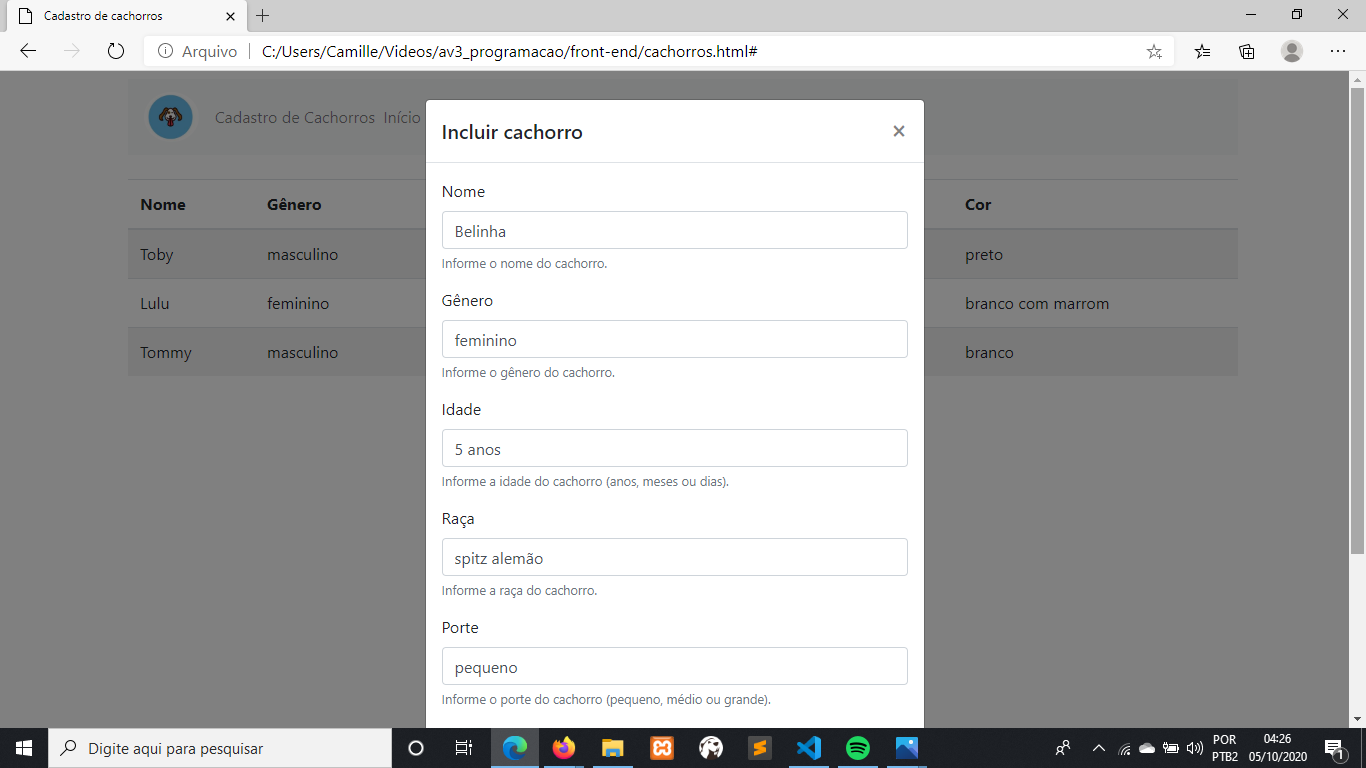 Cadastro de cachorros
Arquivo C:/Users/Camille/Videos/av3_programacao/front-end/cachorros.html#
Cadastro de Cachorros Início
Incluir cachorro ×
Nome Gênero Cor
Toby masculino preto
Lulu feminino branco com marrom
Tommy masculino branco
Nome
Belinha
Informe o nome do cachorro.
Gênero
feminino
Informe o gênero do cachorro.
Idade
5 anos
Informe a idade do cachorro (anos, meses ou dias).
Raça
spitz alemão
Informe a raça do cachorro.
Porte
pequeno
Informe o porte do cachorro (pequeno, médio ou grande).
Digite aqui para pesquisar
POR
PTB2
04:26
05/10/2020
1